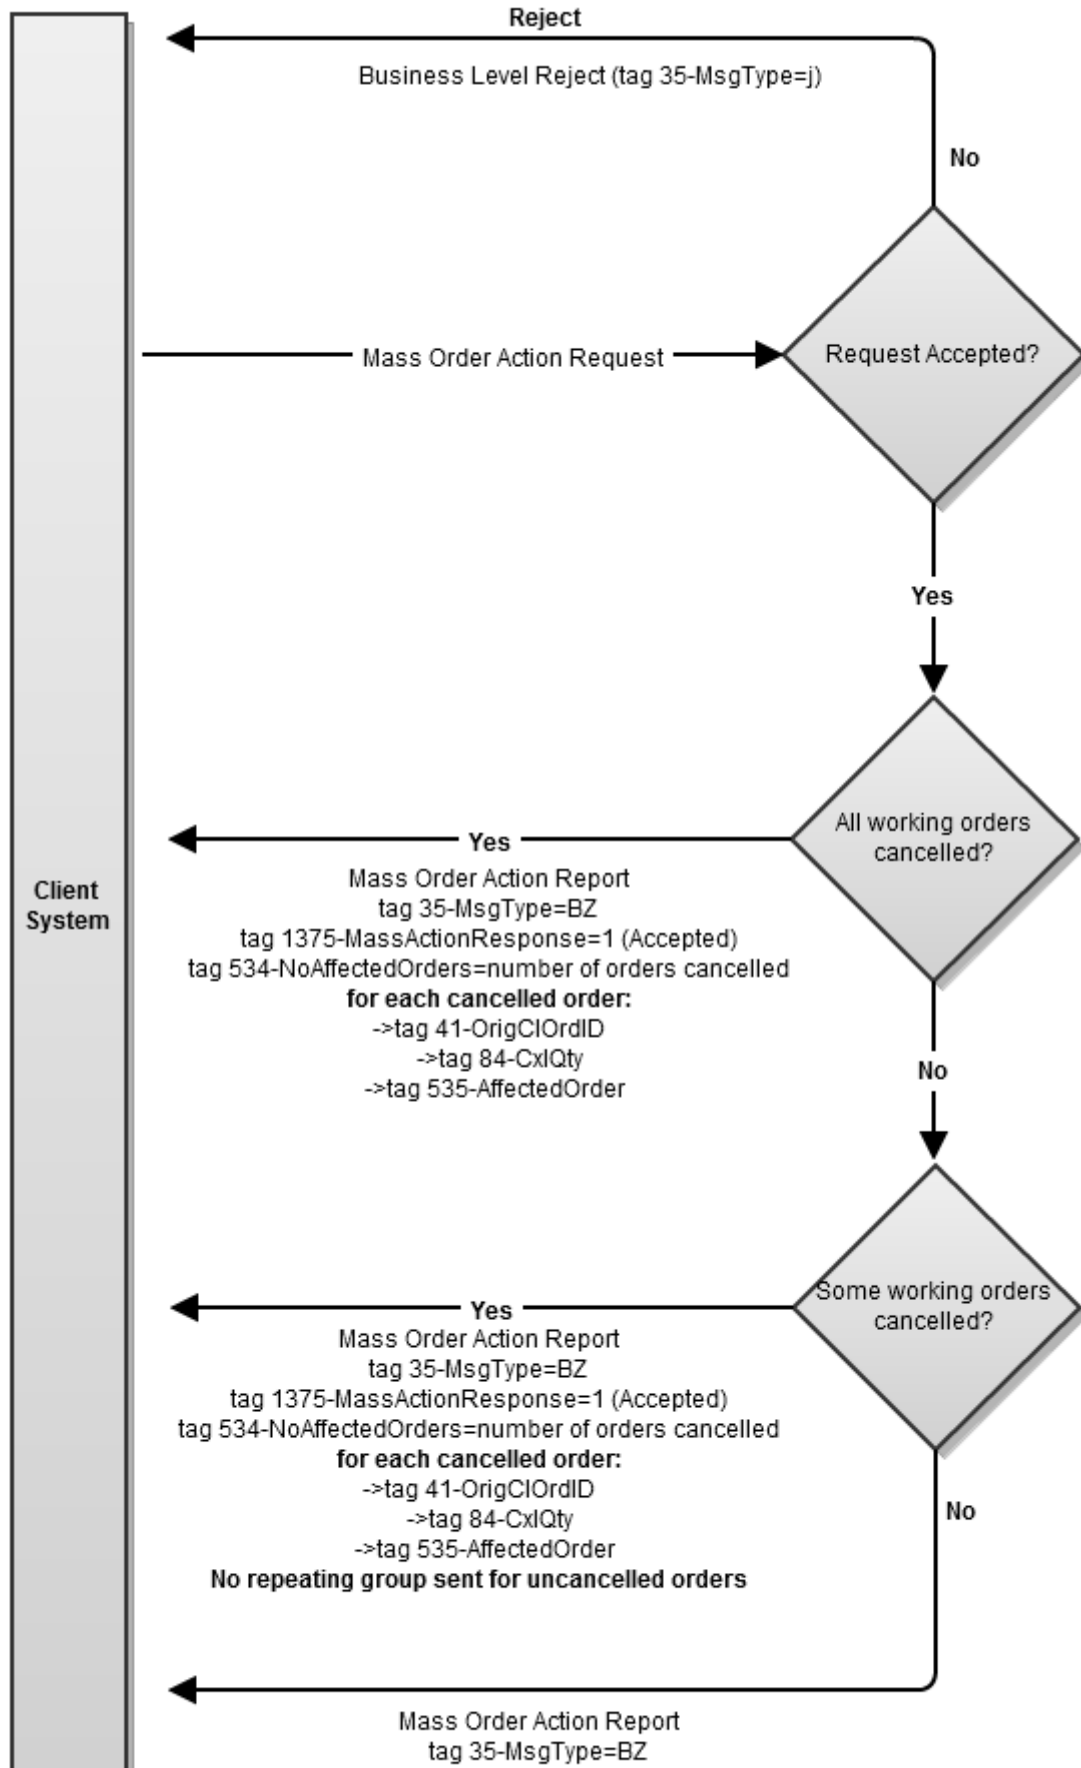 Reject
Business Level Reject (tag 35-MsgType=j)
No
Mass Order Action Request
Request Accepted?
Yes
All working orders
cancelled?
Yes
Mass Order Action Report
tag 35-MsgType=BZ
tag 1375-MassActionResponse=1 (Accepted)
tag 534-NoAffectedOrders=number of orders cancelled
for each cancelled order:
->tag 41-OrigClOrdID
->tag 84-CxlQty
->tag 535-AffectedOrder
Client
System
No
Some working orders
cancelled?
Yes
Mass Order Action Report
tag 35-MsgType=BZ
tag 1375-MassActionResponse=1 (Accepted)
tag 534-NoAffectedOrders=number of orders cancelled
for each cancelled order:
->tag 41-OrigClOrdID
->tag 84-CxlQty
->tag 535-AffectedOrder
No repeating group sent for uncancelled orders
No
Mass Order Action Report
tag 35-MsgType=BZ